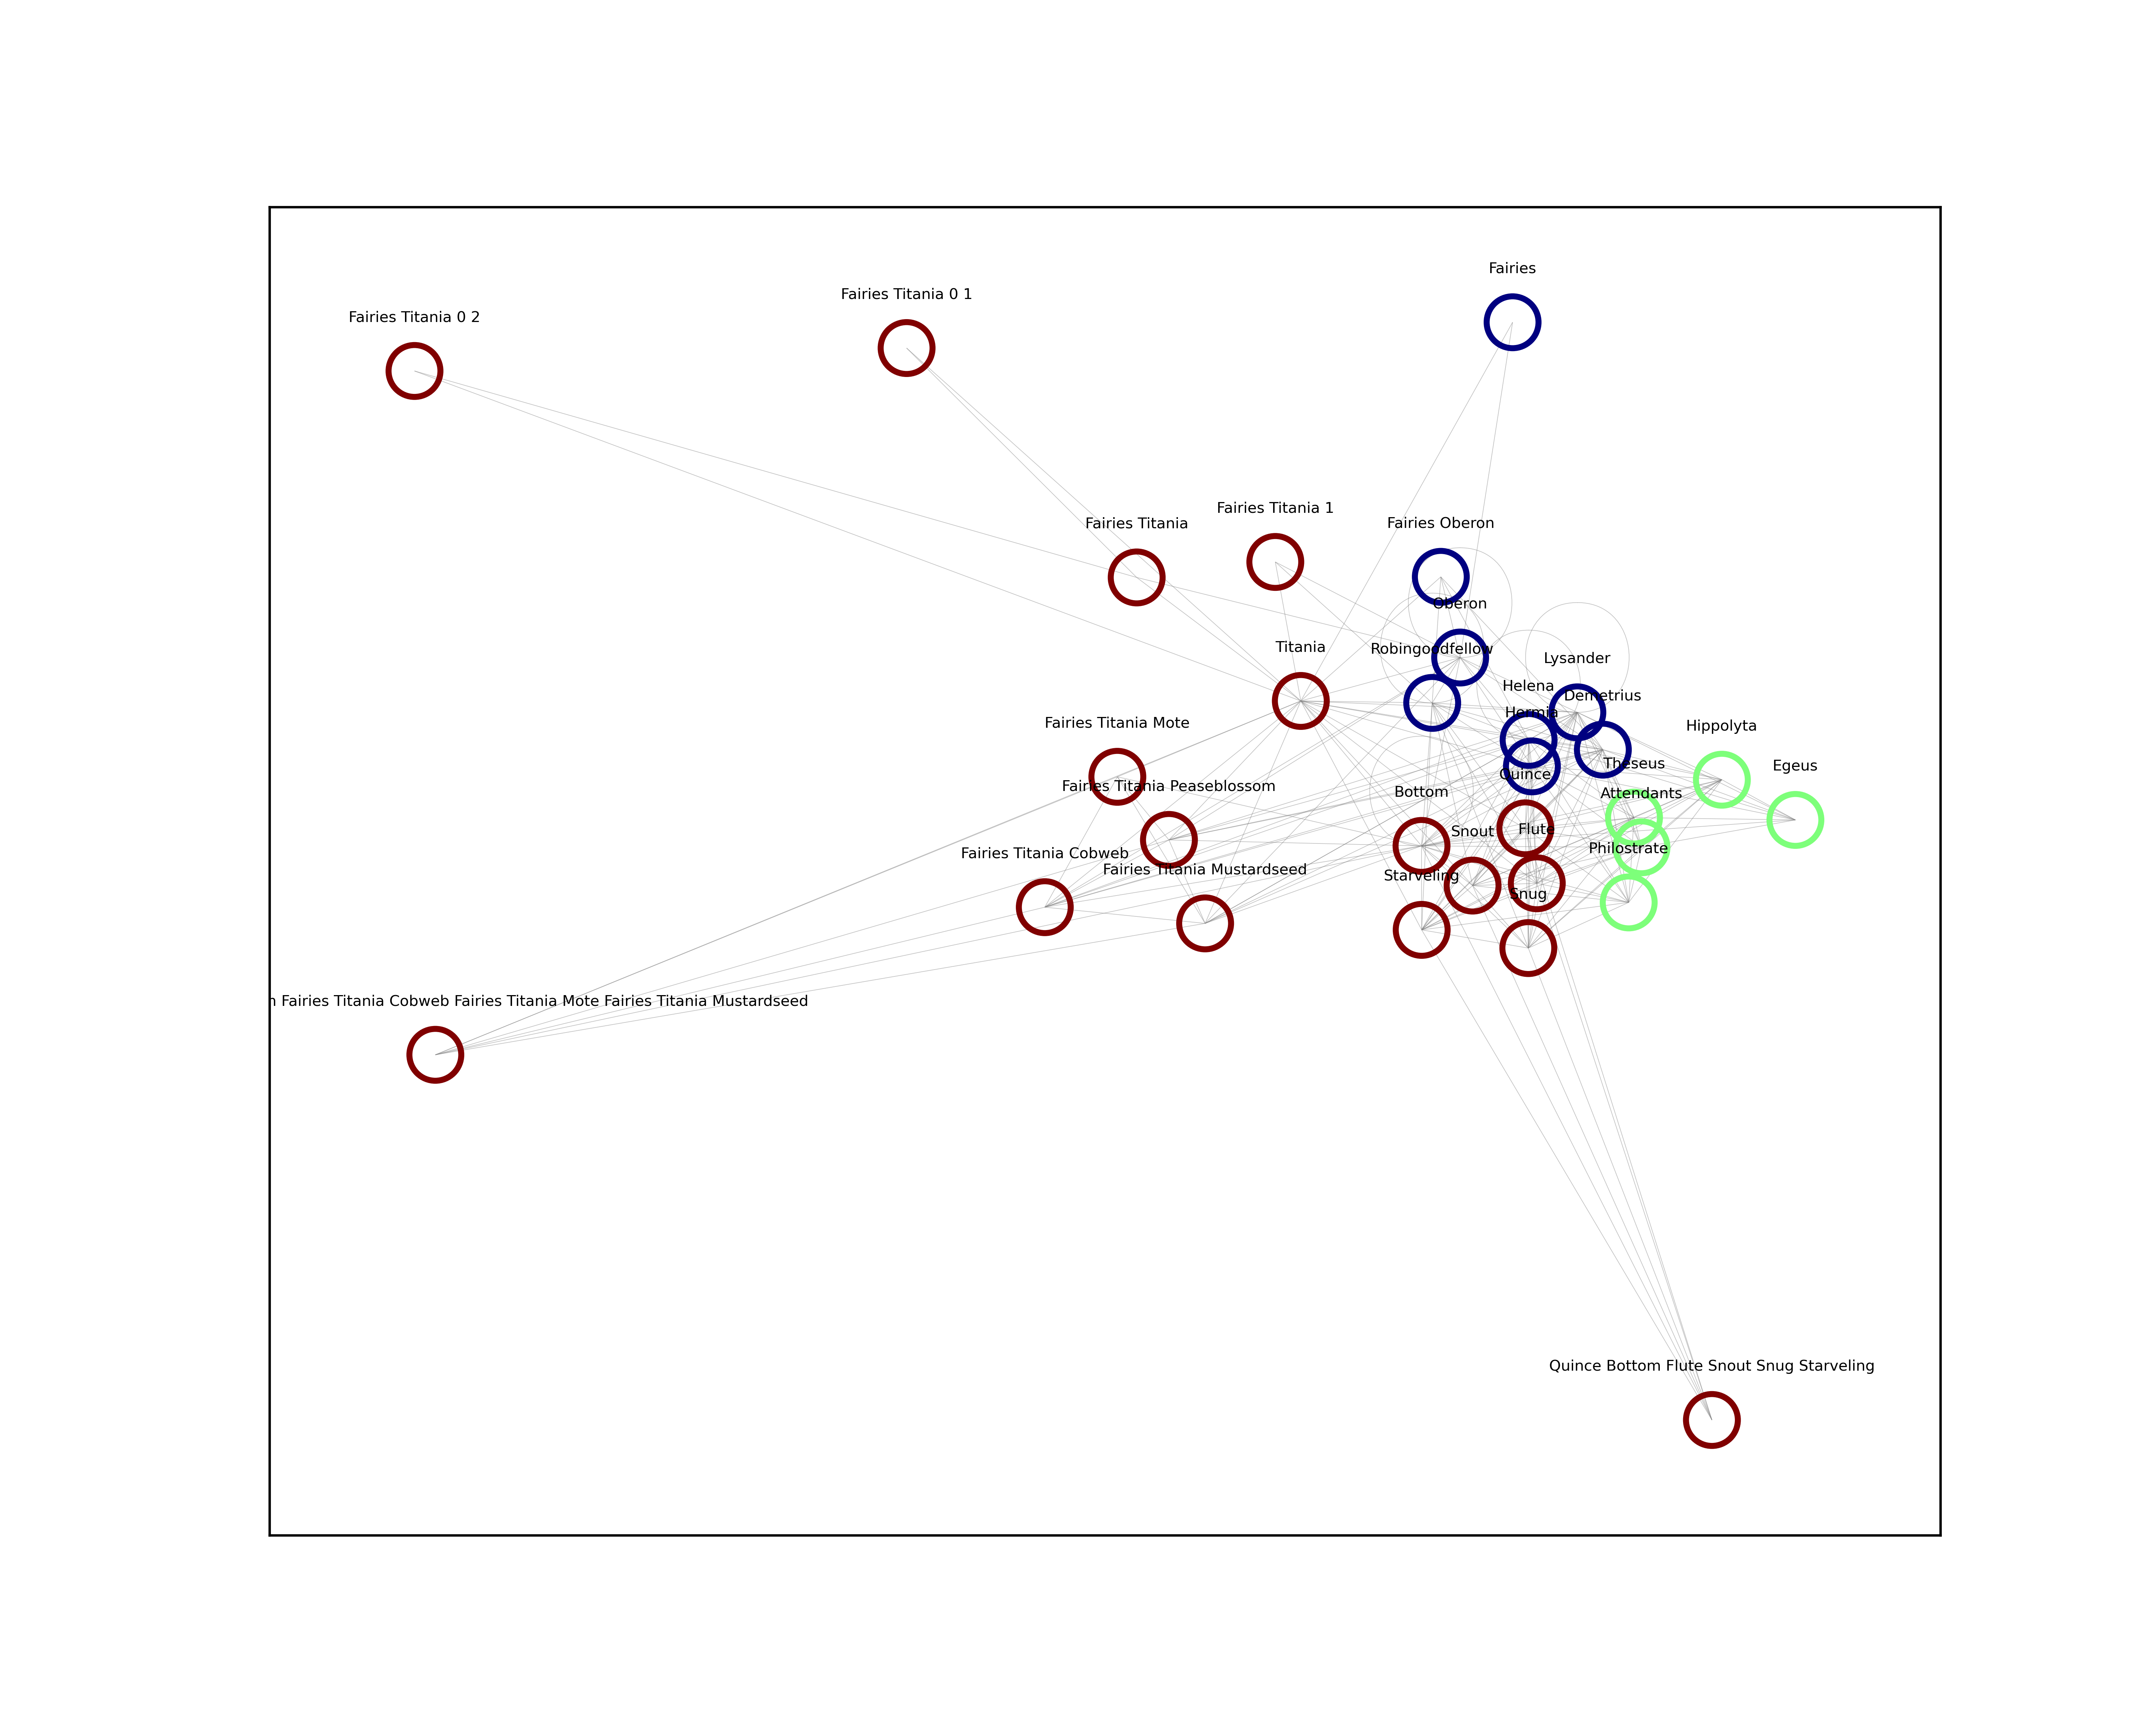 Fairies
Fairies Titania 0 1
Fairies Titania 0 2
Fairies Titania 1
Fairies Titania
Fairies Oberon
Oberon
Titania
Robingoodfellow
Lysander
Helena
Demetrius
Hermia
Fairies Titania Mote
Hippolyta
Theseus
Egeus
Quince
Fairies Titania Peaseblossom
Bottom
Attendants
Flute
Snout
Philostrate
Fairies Titania Cobweb
Fairies Titania Mustardseed
Starveling
Snug
Fairies Titania Cobweb Fairies Titania Mote Fairies Titania Mustardseed
Quince Bottom Flute Snout Snug Starveling